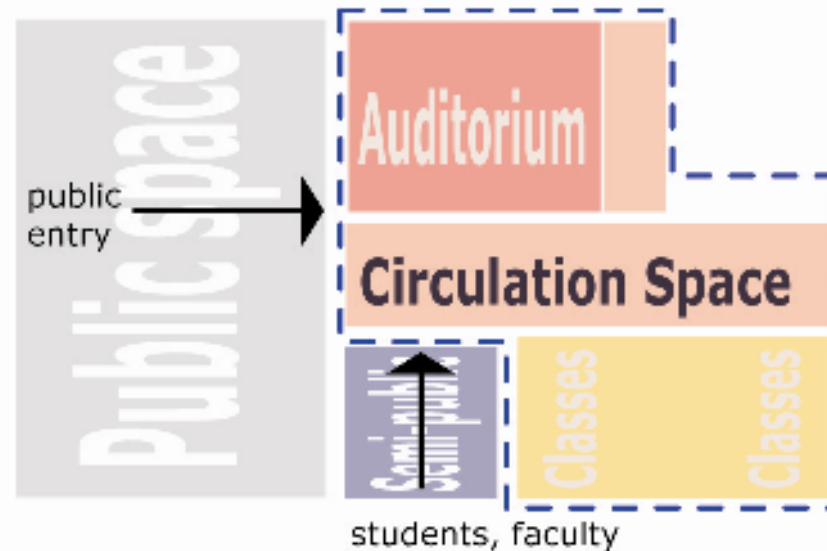 Public space
public
entry
Auditorium
Circulation Space
Semi-public
Classes
Classes
students, faculty